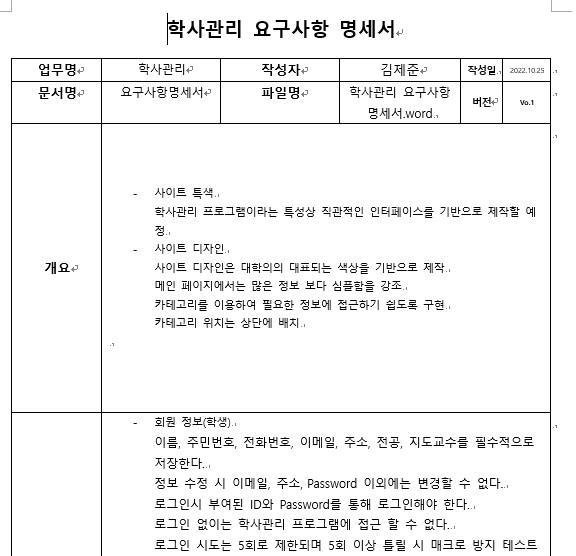 학사관리 요구사항 명세서
업무명 학사관리 작성자 김제준 작성일 2022.10.25
문서명 요구사항명세서 파일명 학사관리 요구사항 명세서.word 버전 Vo.1
개요
- 사이트 특색
학사관리 프로그램이라는 특성상 직관적인 인터페이스를 기반으로 제작할 예
정
- 사이트 디자인
사이트 디자인은 대학의의 대표되는 색상을 기반으로 제작
메인 페이지에서는 많은 정보 보다 심플함을 강조
카테고리를 이용하여 필요한 정보에 접근하기 쉽도록 구현
카테고리 위치는 상단에 배치
- 회원 정보(학생)
이름, 주민번호, 전화번호, 이메일, 주소, 전공, 지도교수를 필수적으로
저장한다.
정보 수정 시 이메일, 주소, Password 이외에는 변경할 수 없다.
로그인시 부여된 ID와 Password를 통해 로그인해야 한다.
로그인 없이는 학사관리 프로그램에 접근 할 수 없다.
로그인 시도는 5회로 제한되며 5회 이상 틀릴 시 매크로 방지 테스트